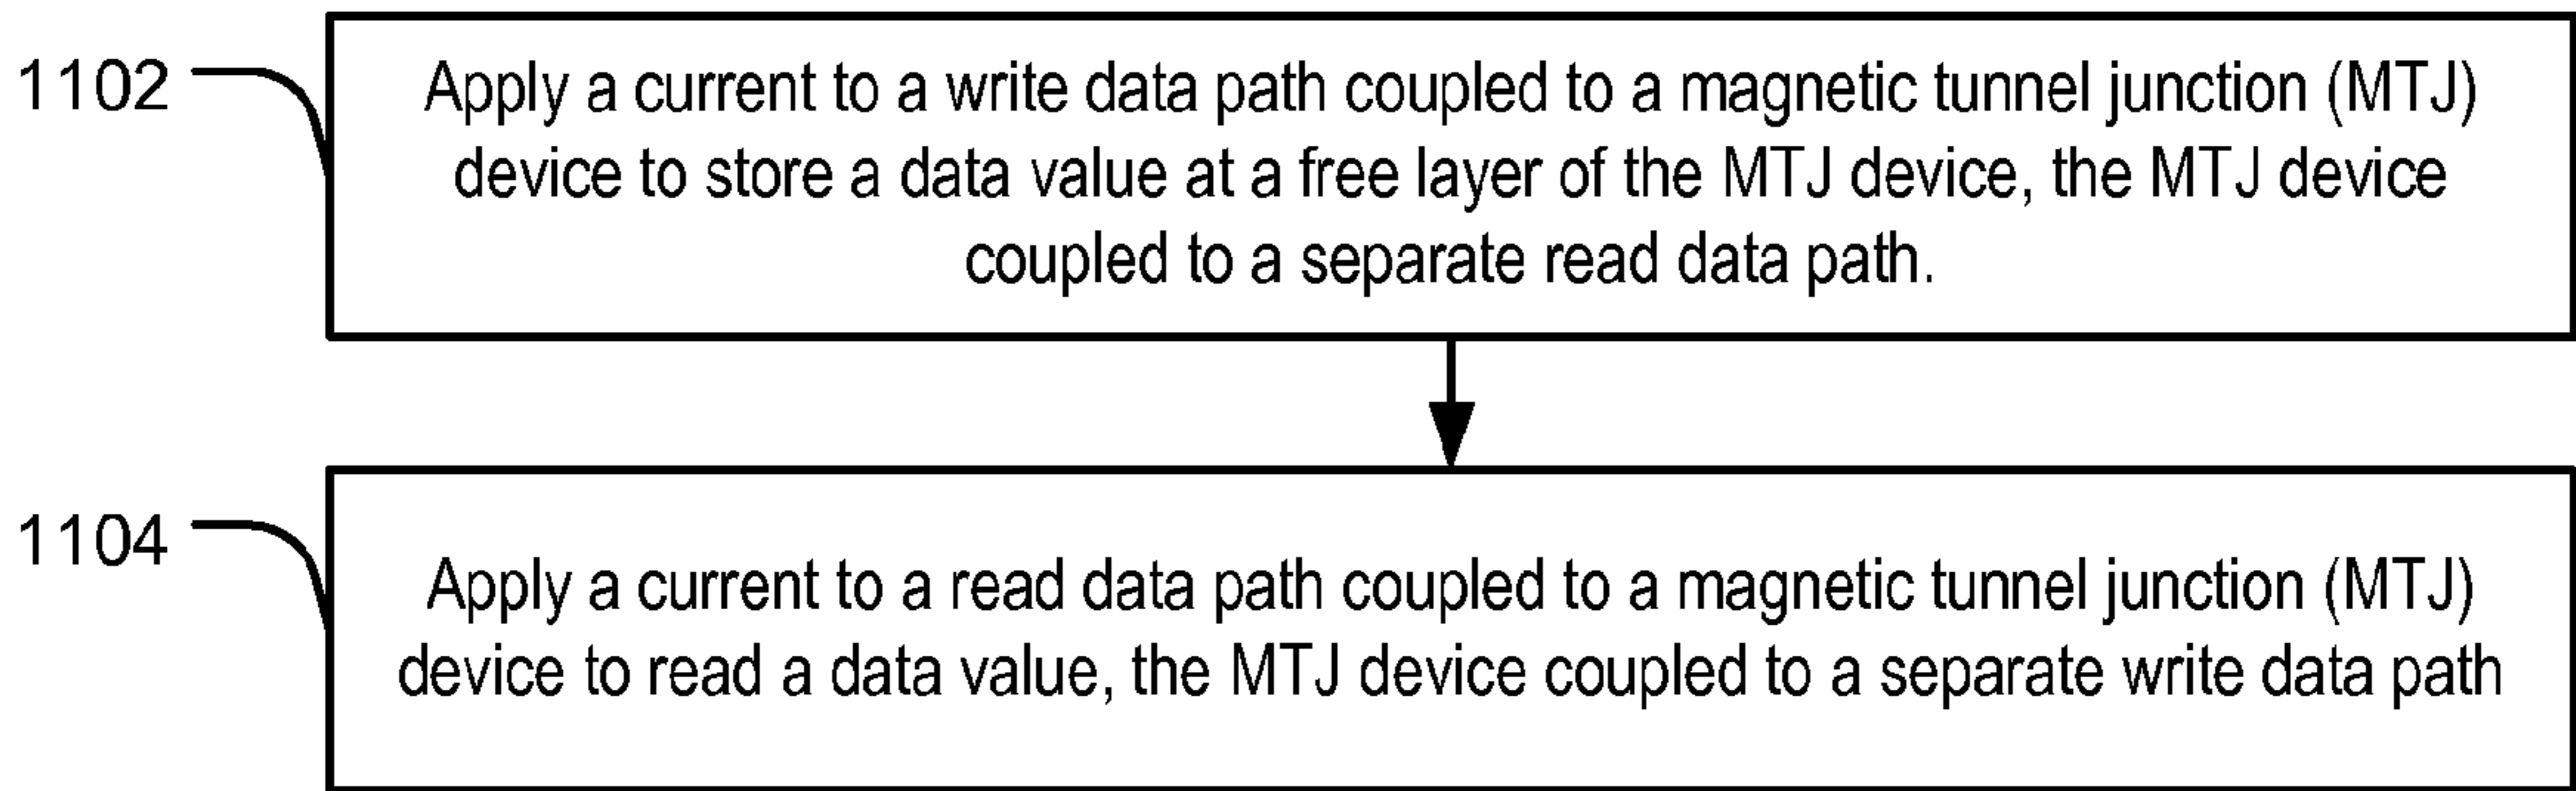 1102
Apply a current to a write data path coupled to a magnetic tunnel junction (MTJ)
device to store a data value at a free layer of the MTJ device, the MTJ device
coupled to a separate read data path.
1104
Apply a current to a read data path coupled to a magnetic tunnel junction (MTJ)
device to read a data value, the MTJ device coupled to a separate write data path